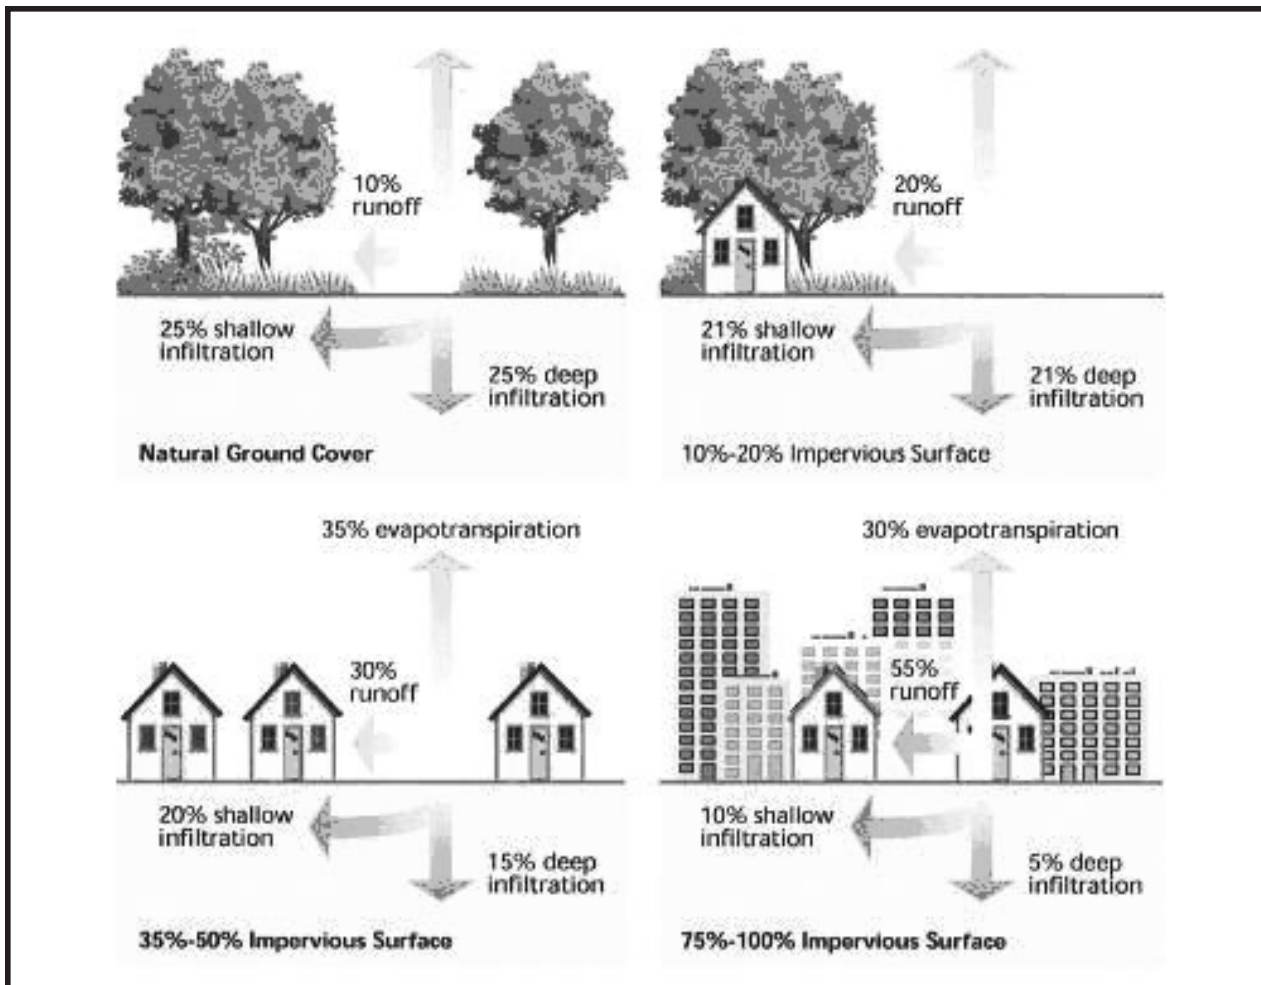 10%
runoff
25% shallow
infiltration
25% deep
infiltration
Natural Ground Cover
20%
runoff
21% shallow
infiltration
21% deep
infiltration
10%-20% Impervious Surface
35% evapotranspiration
30%
runoff
20% shallow
infiltration
15% deep
infiltration
35%-50% Impervious Surface
30% evapotranspiration
55%
runoff
10% shallow
infiltration
5% deep
infiltration
75%-100% Impervious Surface